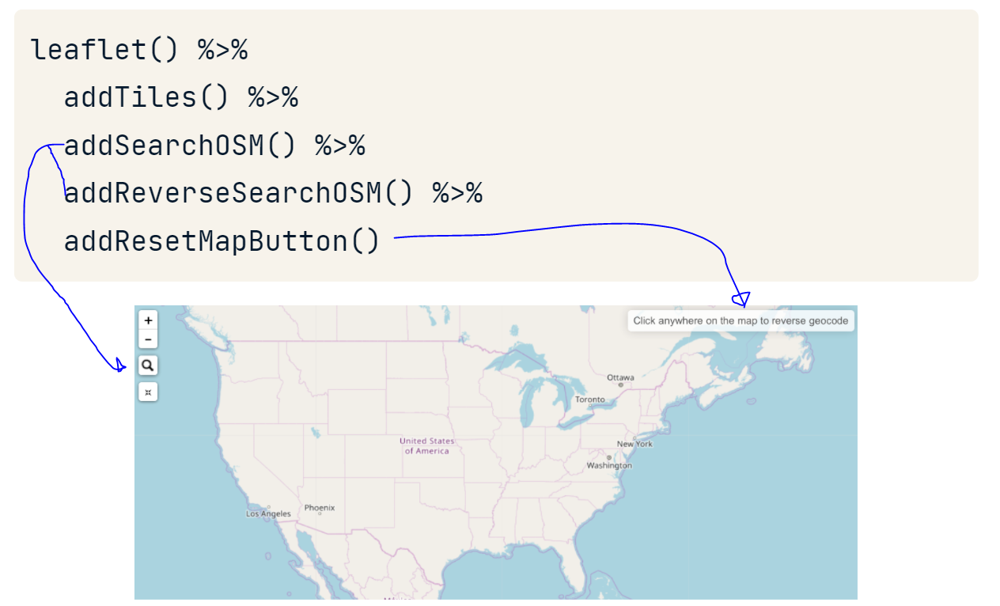 leaflet() %>%
addTiles() %>%
addSearchOSM() %>%
addReverseSearchOSM() %>%
addResetMapButton()
+
−
Click anywhere on the map to reverse geocode
Ottawa
Toronto
United States
of America
New York
Washington
Phoenix
Los Angeles